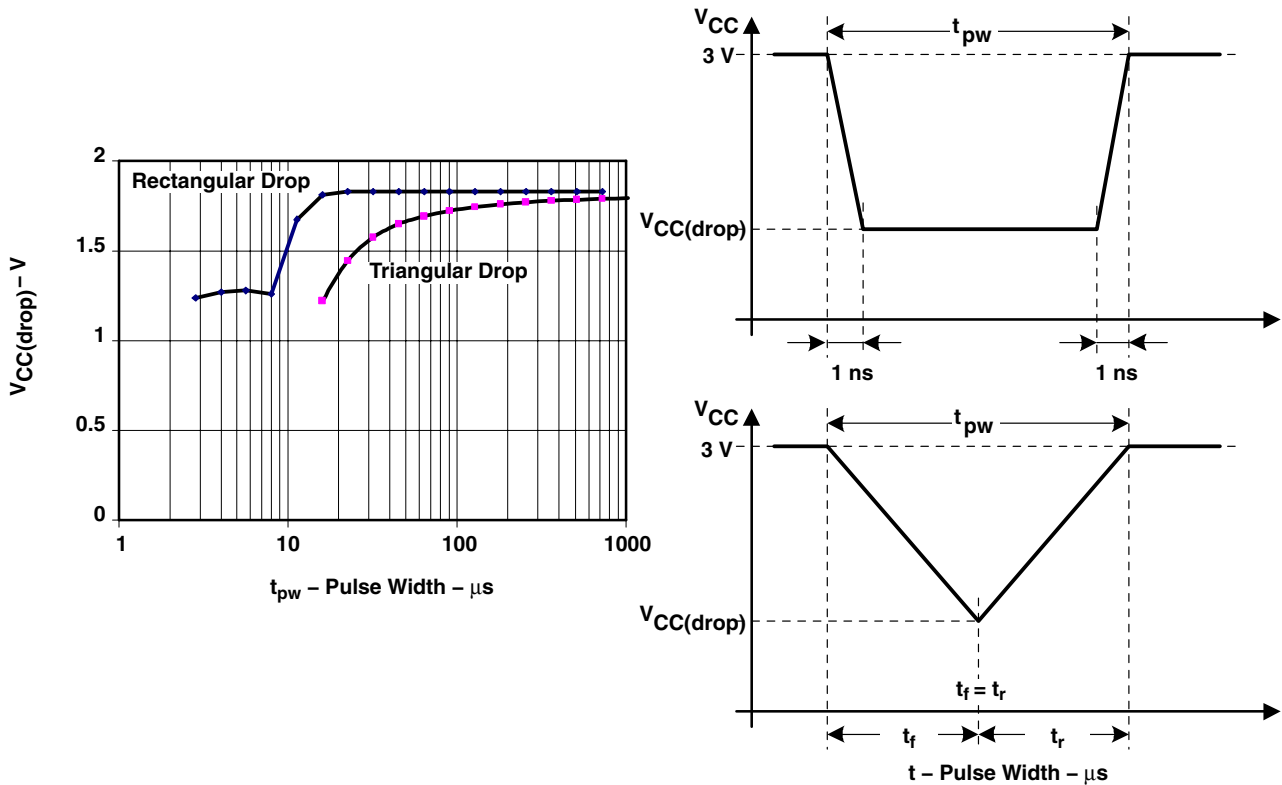 2
1.5
1
0.5
0
1
10
100
1000
VCC(drop) – V
Rectangular Drop
Triangular Drop
tpw – Pulse Width – μs
VCC
tpw
3 V
VCC(drop)
1 ns
1 ns
VCC
tpw
3 V
VCC(drop)
tf = tr
tf
tr
t – Pulse Width – μs